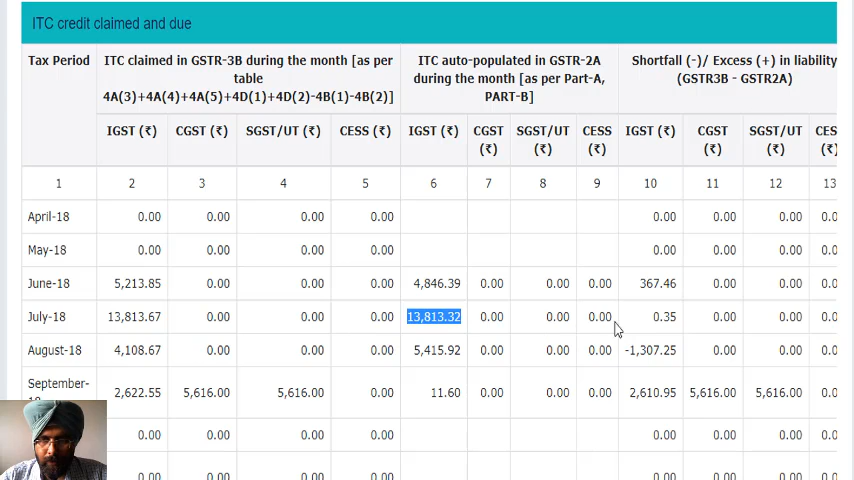 ITC credit claimed and due
Tax Period
ITC claimed in GSTR-3B during the month [as per
table
4A(3)+4A(4)+4A(5)+4D(1)+4D(2)-4B(1)-4B(2)]
ITC auto-populated in GSTR-2A
during the month [as per Part-A,
PART-B]
Shortfall (-)/ Excess (+) in liability
(GSTR3B - GSTR2A)
IGST (₹) CGST (₹) SGST/UT (₹) CESS (₹) IGST (₹) CGST (₹) SGST/UT (₹) CESS (₹) IGST (₹) CGST (₹) SGST/UT (₹) CES (₹)
1 2 3 4 5 6 7 8 9 10 11 12 13
April-18 0.00 0.00 0.00 0.00 0.00 0.00 0.00 0.0
May-18 0.00 0.00 0.00 0.00 0.00 0.00 0.00 0.0
June-18 5,213.85 0.00 0.00 0.00 4,846.39 0.00 0.00 0.00 367.46 0.00 0.00 0.0
July-18 13,813.67 0.00 0.00 0.00 13,813.32 0.00 0.00 0.00 0.35 0.00 0.00 0.0
August-18 4,108.67 0.00 0.00 0.00 5,415.92 0.00 0.00 0.00 -1,307.25 0.00 0.00 0.0
September- 2,622.55 5,616.00 5,616.00 0.00 11.60 0.00 0.00 0.00 2,610.95 5,616.00 5,616.00 0.0
0.00 0.00 0.00 0.00 0.00 0.00 0.00 0.0
0.00 0.00 0.00 0.00 0.00 0.00 0.00 0.0